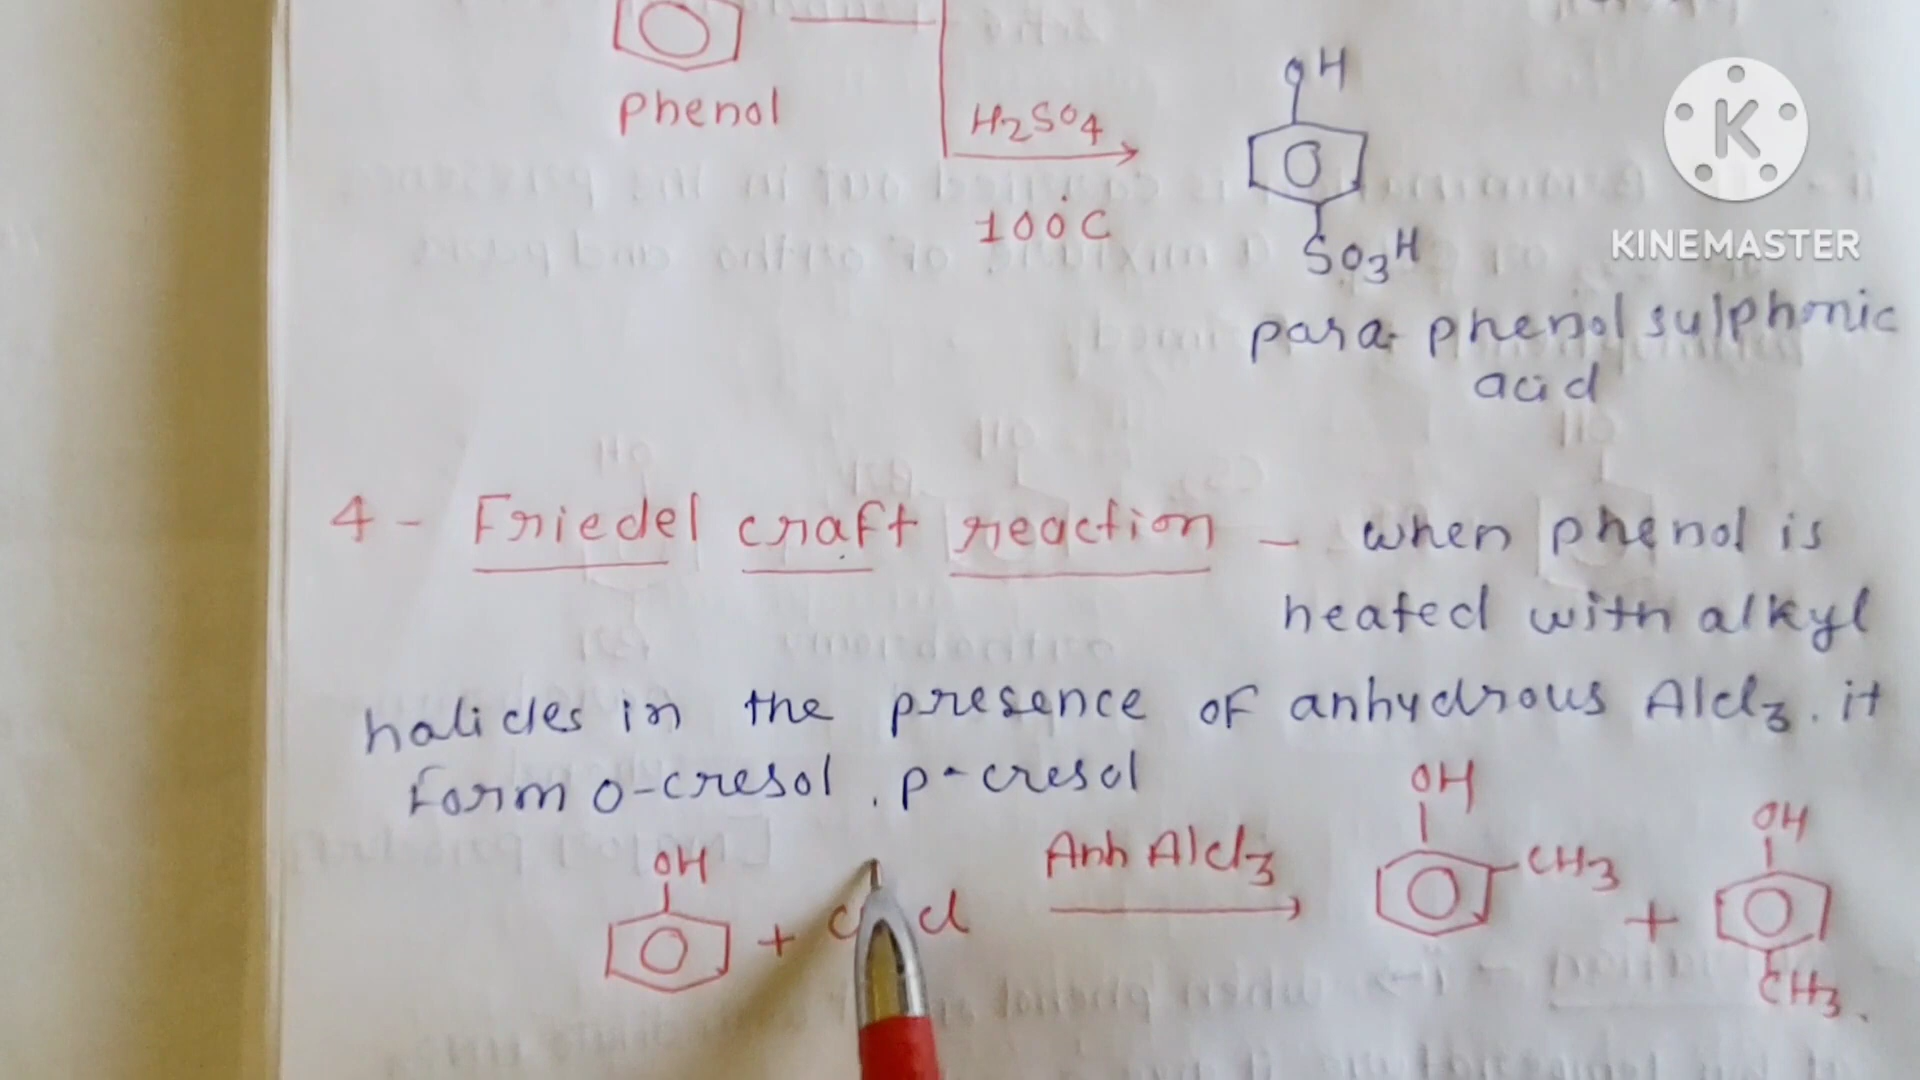 phenol
H2SO4
100°C
OH
SO3H
para-phenol sulphonic
acid
KINEMASTER
4 - Friedel craft reaction - when phenol is
heated with alkyl
halides in the presence of anhydrous AlCl3. it
form o-cresol, p-cresol
OH
+
Cl
Anh AlCl3
OH
CH3
+
OH
CH3.